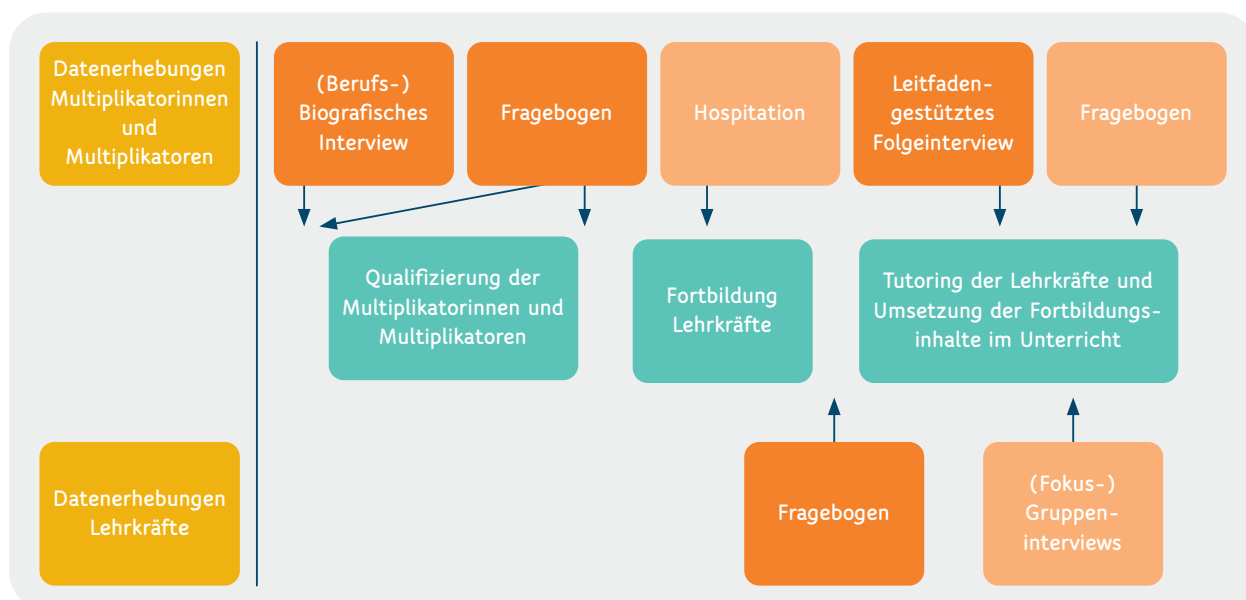 Datenerhebungen
Multiplikatorinnen
und
Multiplikatoren
(Berufs-)
Biografisches
Interview
Fragebogen
Hospitation
Leitfaden-
gestütztes
Folgeinterview
Fragebogen
Qualifizierung der
Multiplikatorinnen und
Multiplikatoren
Fortbildung
Lehrkräfte
Tutoring der Lehrkräfte und
Umsetzung der Fortbildungs-
inhalte im Unterricht
Datenerhebungen
Lehrkräfte
Fragebogen
(Fokus-)
Gruppen-
interviews